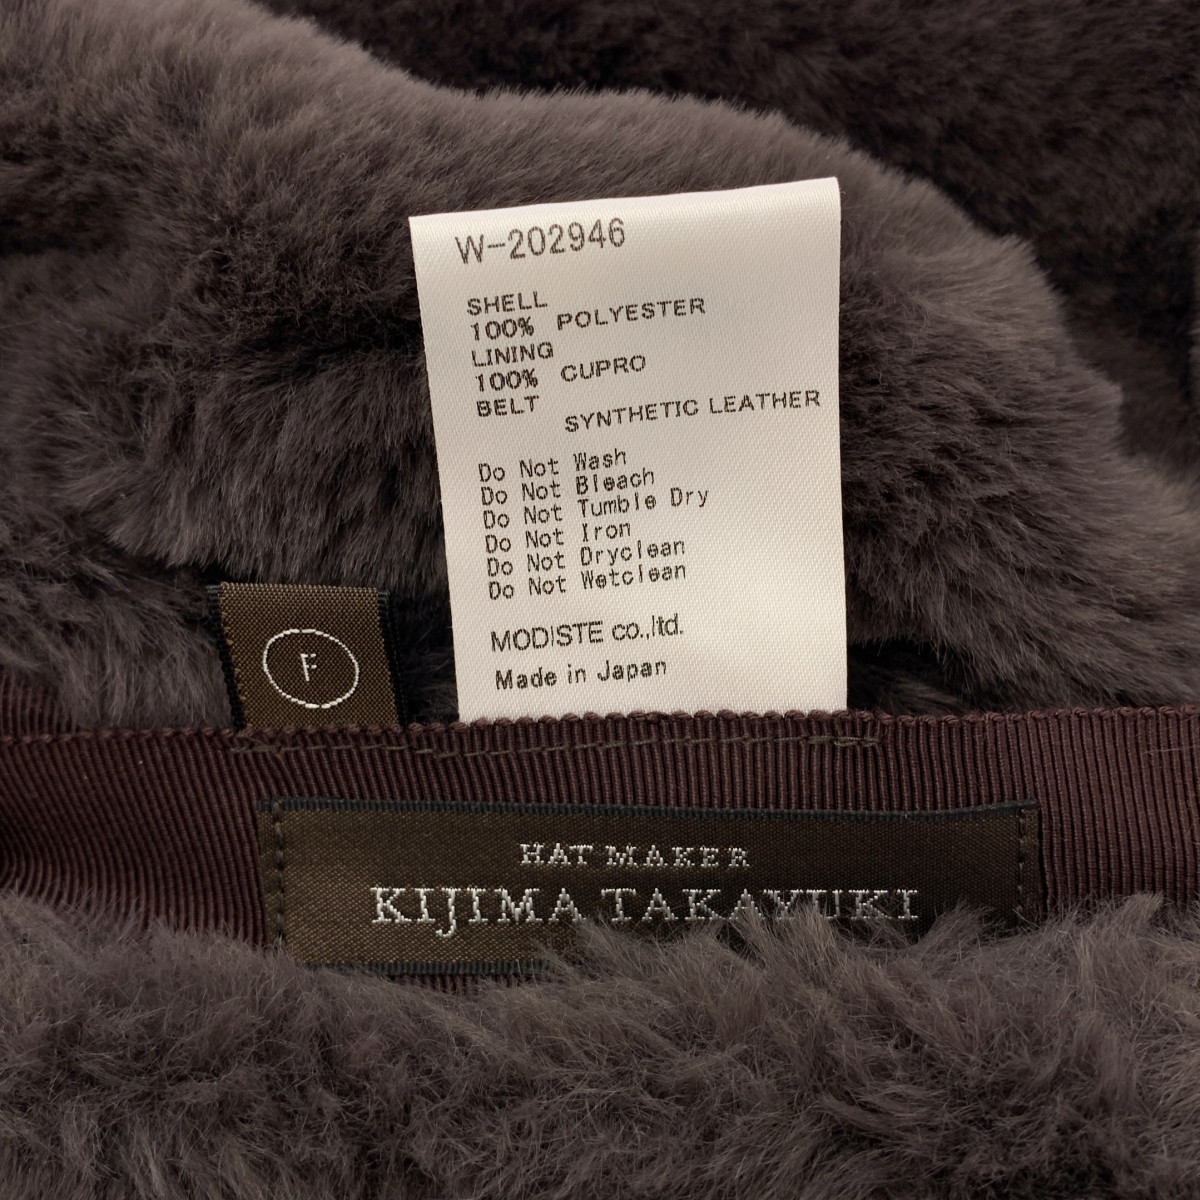 W-202946
SHELL
100% POLYESTER
LINING
100% CUPRO
BELT
SYNTHETIC LEATHER
Do Not Wash
Do Not Bleach
Do Not Tumble Dry
Do Not Iron
Do Not Dryclean
Do Not Wetclean
MODISTE co.,ltd.
Made in Japan
F
HAT MAKER
KIJIMA TAKAYUKI